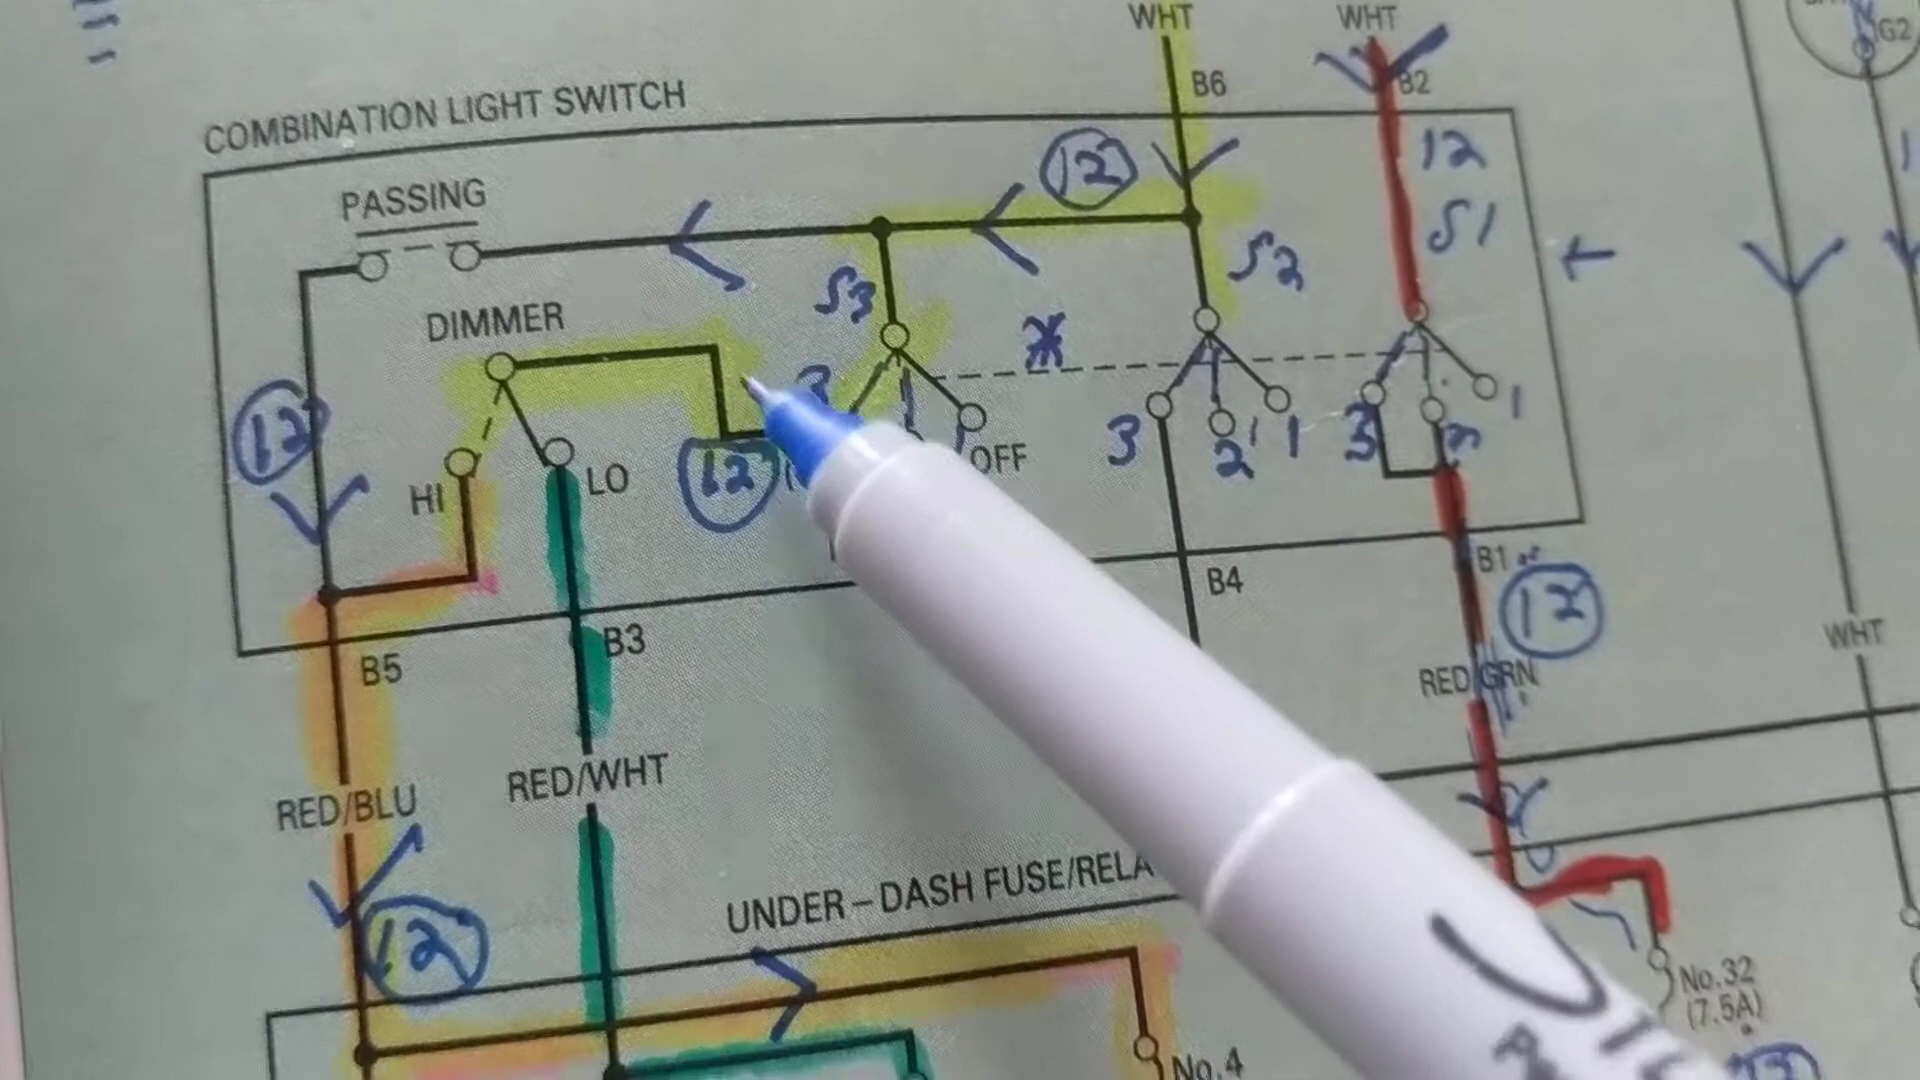 WHT WHT
G2
B6 B2
COMBINATION LIGHT SWITCH
12 12
PASSING
S1
S2
S3
DIMMER
3
12
1
3 2 1 3
HI LO 12 OFF
B1
B4
12
B3
B5
WHT
RED/GRN
RED/WHT
RED/BLU
UNDER-DASH FUSE/RELA
12
No.32
(7.5A)
No.4